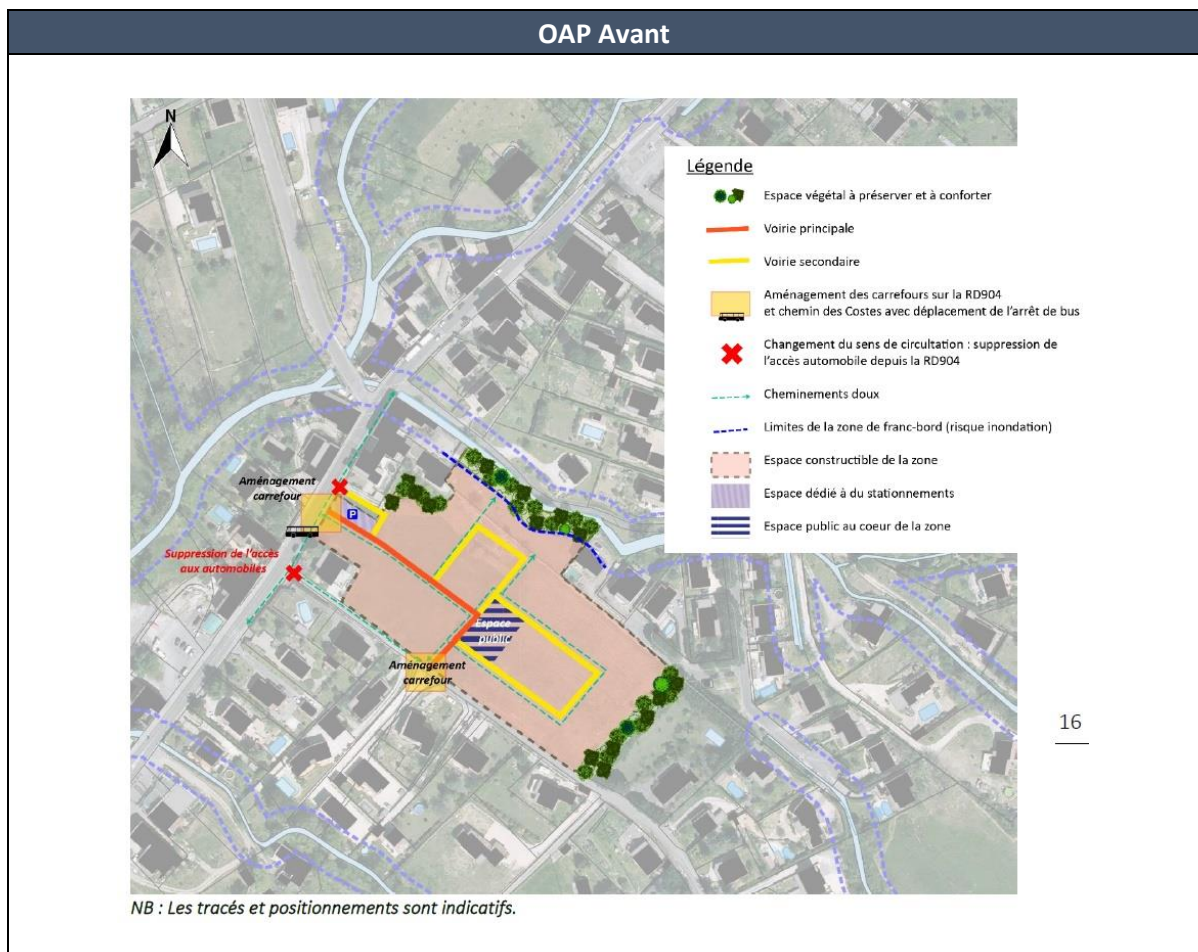 OAP Avant
N
Légende
Espace végétal à préserver et à conforter
Voirie principale
Voirie secondaire
Aménagement des carrefours sur la RD904
et chemin des Costes avec déplacement de l'arrêt de bus
Changement du sens de circulation : suppression de
l'accès automobile depuis la RD904
Cheminements doux
Limites de la zone de franc-bord (risque inondation)
Espace constructible de la zone
Espace dédié à du stationnements
Espace public au coeur de la zone
Aménagement
carrefour
P
Suppression de l'accès
aux automobiles
Espace
public
Aménagement
carrefour
16
NB : Les tracés et positionnements sont indicatifs.